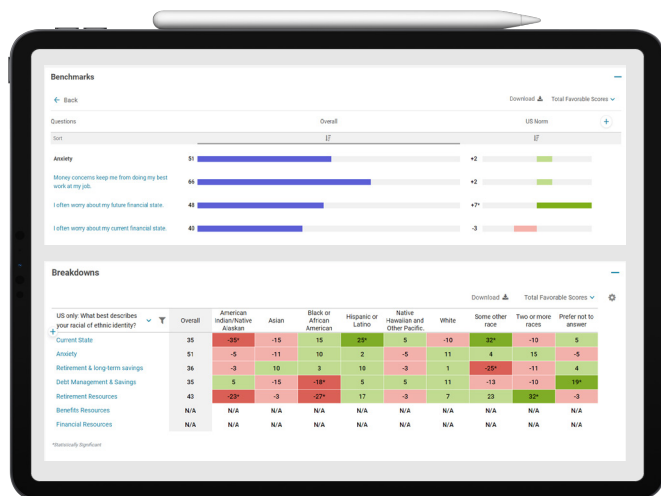 Benchmarks
← Back
Download
Total Favorable Scores
Questions
Overall
US Norm
+
Sort
Anxiety
51
+2
Money concerns keep me from doing my best
work at my job.
66
+2
I often worry about my future financial state.
48
+7*
I often worry about my current financial state.
40
-3
Breakdowns
Download
Total Favorable Scores
US only: What best describes
your racial of ethnic identity?
+
Overall
American
Indian/Native
Alaskan
Asian
Black or
African
American
Hispanic or
Latino
Native
Hawaiian and
Other Pacific.
White
Some other
race
Two or more
races
Prefer not to
answer
Current State 35 -35* -15 15 25* 5 -10 32* -10 5
Anxiety 51 -5 -11 10 2 -5 11 4 15 -5
Retirement & long-term savings 36 -3 10 3 10 -3 1 -25* -11 4
Debt Management & Savings 35 5 -15 -18* 5 5 11 -13 -10 19*
Retirement Resources 43 -23* -3 -27* 17 -3 7 23 32* -3
Benefits Resources N/A N/A N/A N/A N/A N/A N/A N/A N/A N/A
Financial Resources N/A N/A N/A N/A N/A N/A N/A N/A N/A N/A
*Statistically Significant